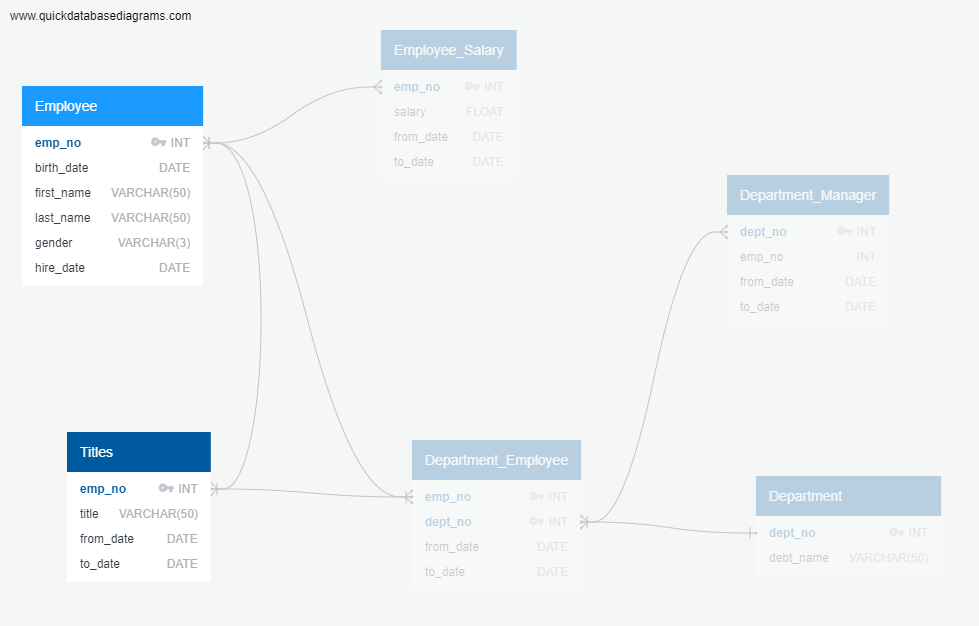 www.quickdatabasediagrams.com
Employee_Salary
emp_no INT
salary FLOAT
from_date DATE
to_date DATE
Employee
emp_no INT
birth_date DATE
first_name VARCHAR(50)
last_name VARCHAR(50)
gender VARCHAR(3)
hire_date DATE
Department_Manager
dept_no INT
emp_no INT
from_date DATE
to_date DATE
Titles
emp_no INT
title VARCHAR(50)
from_date DATE
to_date DATE
Department_Employee
emp_no INT
dept_no INT
from_date DATE
to_date DATE
Department
dept_no INT
debt_name VARCHAR(50)